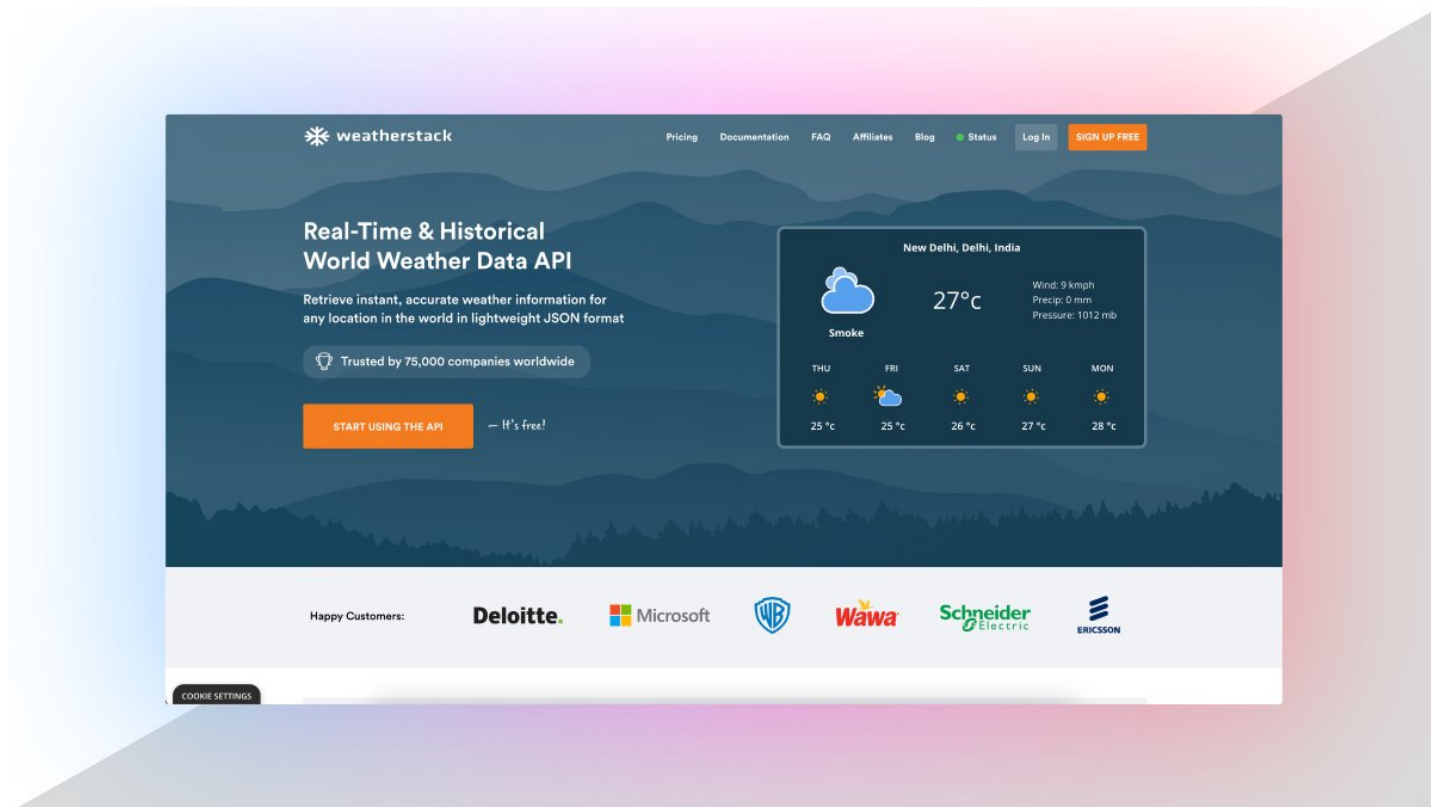 weatherstack
Pricing Documentation FAQ Affiliates Blog Status Log In SIGN UP FREE
Real-Time & Historical
World Weather Data API
Retrieve instant, accurate weather information for
any location in the world in lightweight JSON format
Trusted by 75,000 companies worldwide
START USING THE API — It's free!
New Delhi, Delhi, India
Smoke
27°c
Wind: 9 kmph
Precip: 0 mm
Pressure: 1012 mb
THU FRI SAT SUN MON
25 °c 25 °c 26 °c 27 °c 28 °c
Happy Customers: Deloitte. Microsoft WB Wawa Schneider Electric ERICSSON
COOKIE SETTINGS